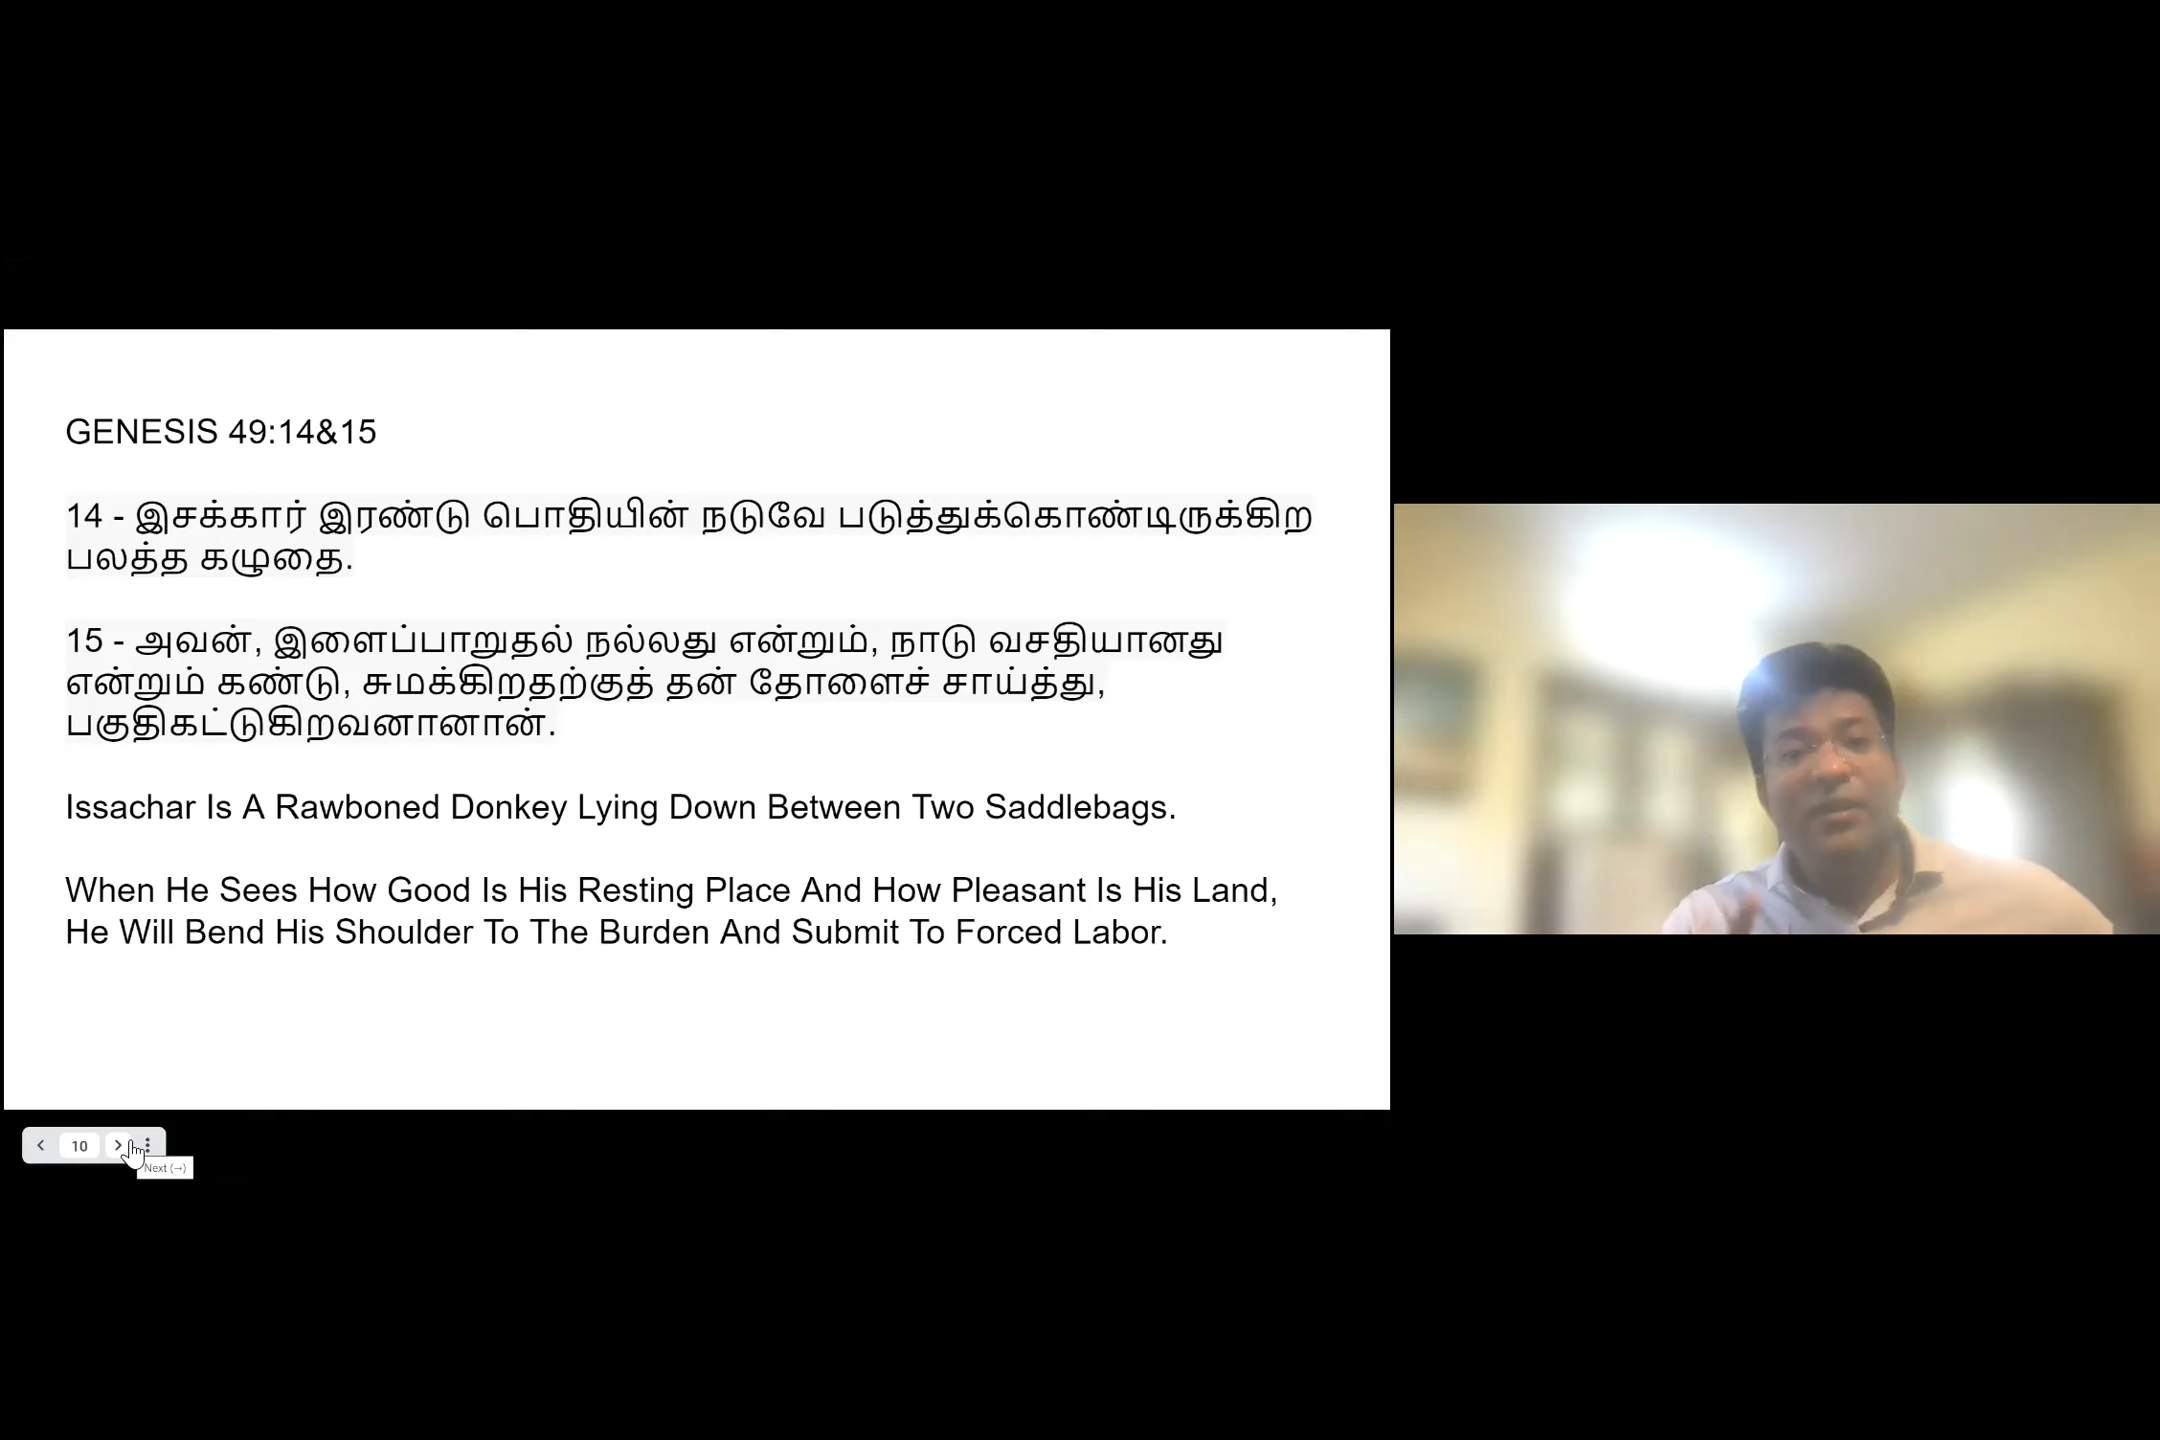 GENESIS 49:14&15
14 - இசக்கார் இரண்டு பொதியின் நடுவே படுத்துக்கொண்டிருக்கிற
பலத்த கழுதை.
15 - அவன், இளைப்பாறுதல் நல்லது என்றும், நாடு வசதியானது
என்றும் கண்டு, சுமக்கிறதற்குத் தன் தோளைச் சாய்த்து,
பகுதிகட்டுகிறவனானான்.
Issachar Is A Rawboned Donkey Lying Down Between Two Saddlebags.
When He Sees How Good Is His Resting Place And How Pleasant Is His Land,
He Will Bend His Shoulder To The Burden And Submit To Forced Labor.
10
Next (→)